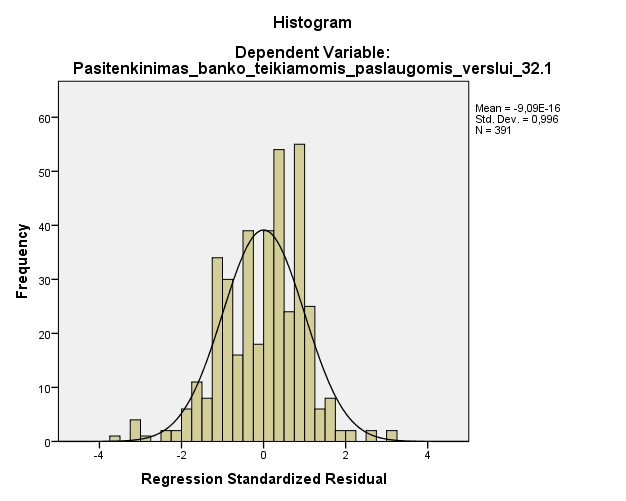 Histogram
Dependent Variable:
Pasitenkinimas_banko_teikiamomis_paslaugomis_verslui_32.1
Mean = -9,09E-16
Std. Dev. = 0,996
N = 391
60
50
40
30
20
10
0
Frequency
-4 -2 0 2 4
Regression Standardized Residual